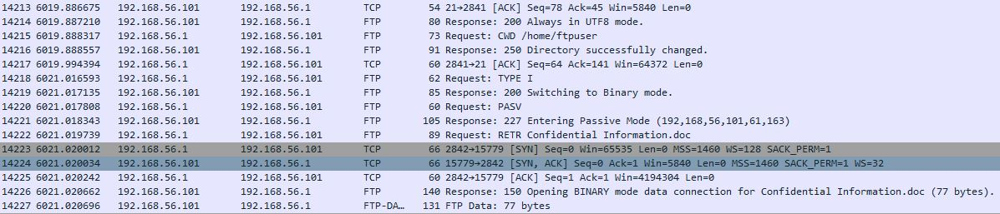 14213 6019.886675 192.168.56.101 192.168.56.1 TCP 54 21→2841 [ACK] Seq=78 Ack=45 Win=5840 Len=0
14214 6019.887210 192.168.56.101 192.168.56.1 FTP 80 Response: 200 Always in UTF8 mode.
14215 6019.888317 192.168.56.1 192.168.56.101 FTP 73 Request: CWD /home/ftpuser
14216 6019.888557 192.168.56.101 192.168.56.1 FTP 91 Response: 250 Directory successfully changed.
14217 6019.994394 192.168.56.1 192.168.56.101 TCP 60 2841→21 [ACK] Seq=64 Ack=141 Win=64372 Len=0
14218 6021.016593 192.168.56.1 192.168.56.101 FTP 62 Request: TYPE I
14219 6021.017135 192.168.56.101 192.168.56.1 FTP 85 Response: 200 Switching to Binary mode.
14220 6021.017808 192.168.56.1 192.168.56.101 FTP 60 Request: PASV
14221 6021.018343 192.168.56.101 192.168.56.1 FTP 105 Response: 227 Entering Passive Mode (192,168,56,101,61,163)
14222 6021.019739 192.168.56.1 192.168.56.101 FTP 89 Request: RETR Confidential Information.doc
14223 6021.020012 192.168.56.1 192.168.56.101 TCP 66 2842→15779 [SYN] Seq=0 Win=65535 Len=0 MSS=1460 WS=128 SACK_PERM=1
14224 6021.020034 192.168.56.101 192.168.56.1 TCP 66 15779→2842 [SYN, ACK] Seq=0 Ack=1 Win=5840 Len=0 MSS=1460 SACK_PERM=1 WS=32
14225 6021.020242 192.168.56.1 192.168.56.101 TCP 60 2842→15779 [ACK] Seq=1 Ack=1 Win=4194304 Len=0
14226 6021.020662 192.168.56.101 192.168.56.1 FTP 140 Response: 150 Opening BINARY mode data connection for Confidential Information.doc (77 bytes).
14227 6021.020696 192.168.56.101 192.168.56.1 FTP-DA… 131 FTP Data: 77 bytes